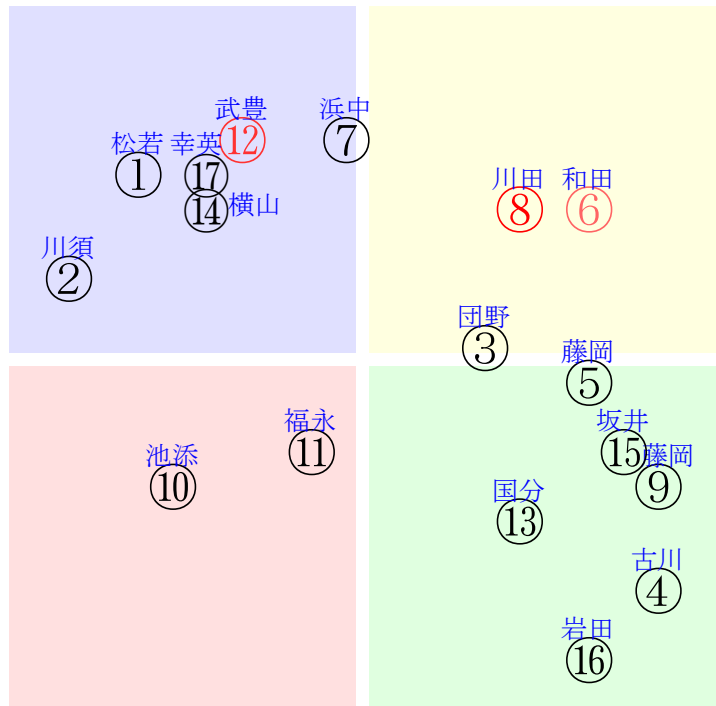 武豊
⑫
浜中
⑦
松若
①
幸英
⑰
⑭
横山
川須
②
川田
⑧
和田
⑥
団野
③
藤岡
⑤
福永
⑪
池添
⑩
坂井
⑮
藤岡
⑨
国分
⑬
古川
④
岩田
⑯